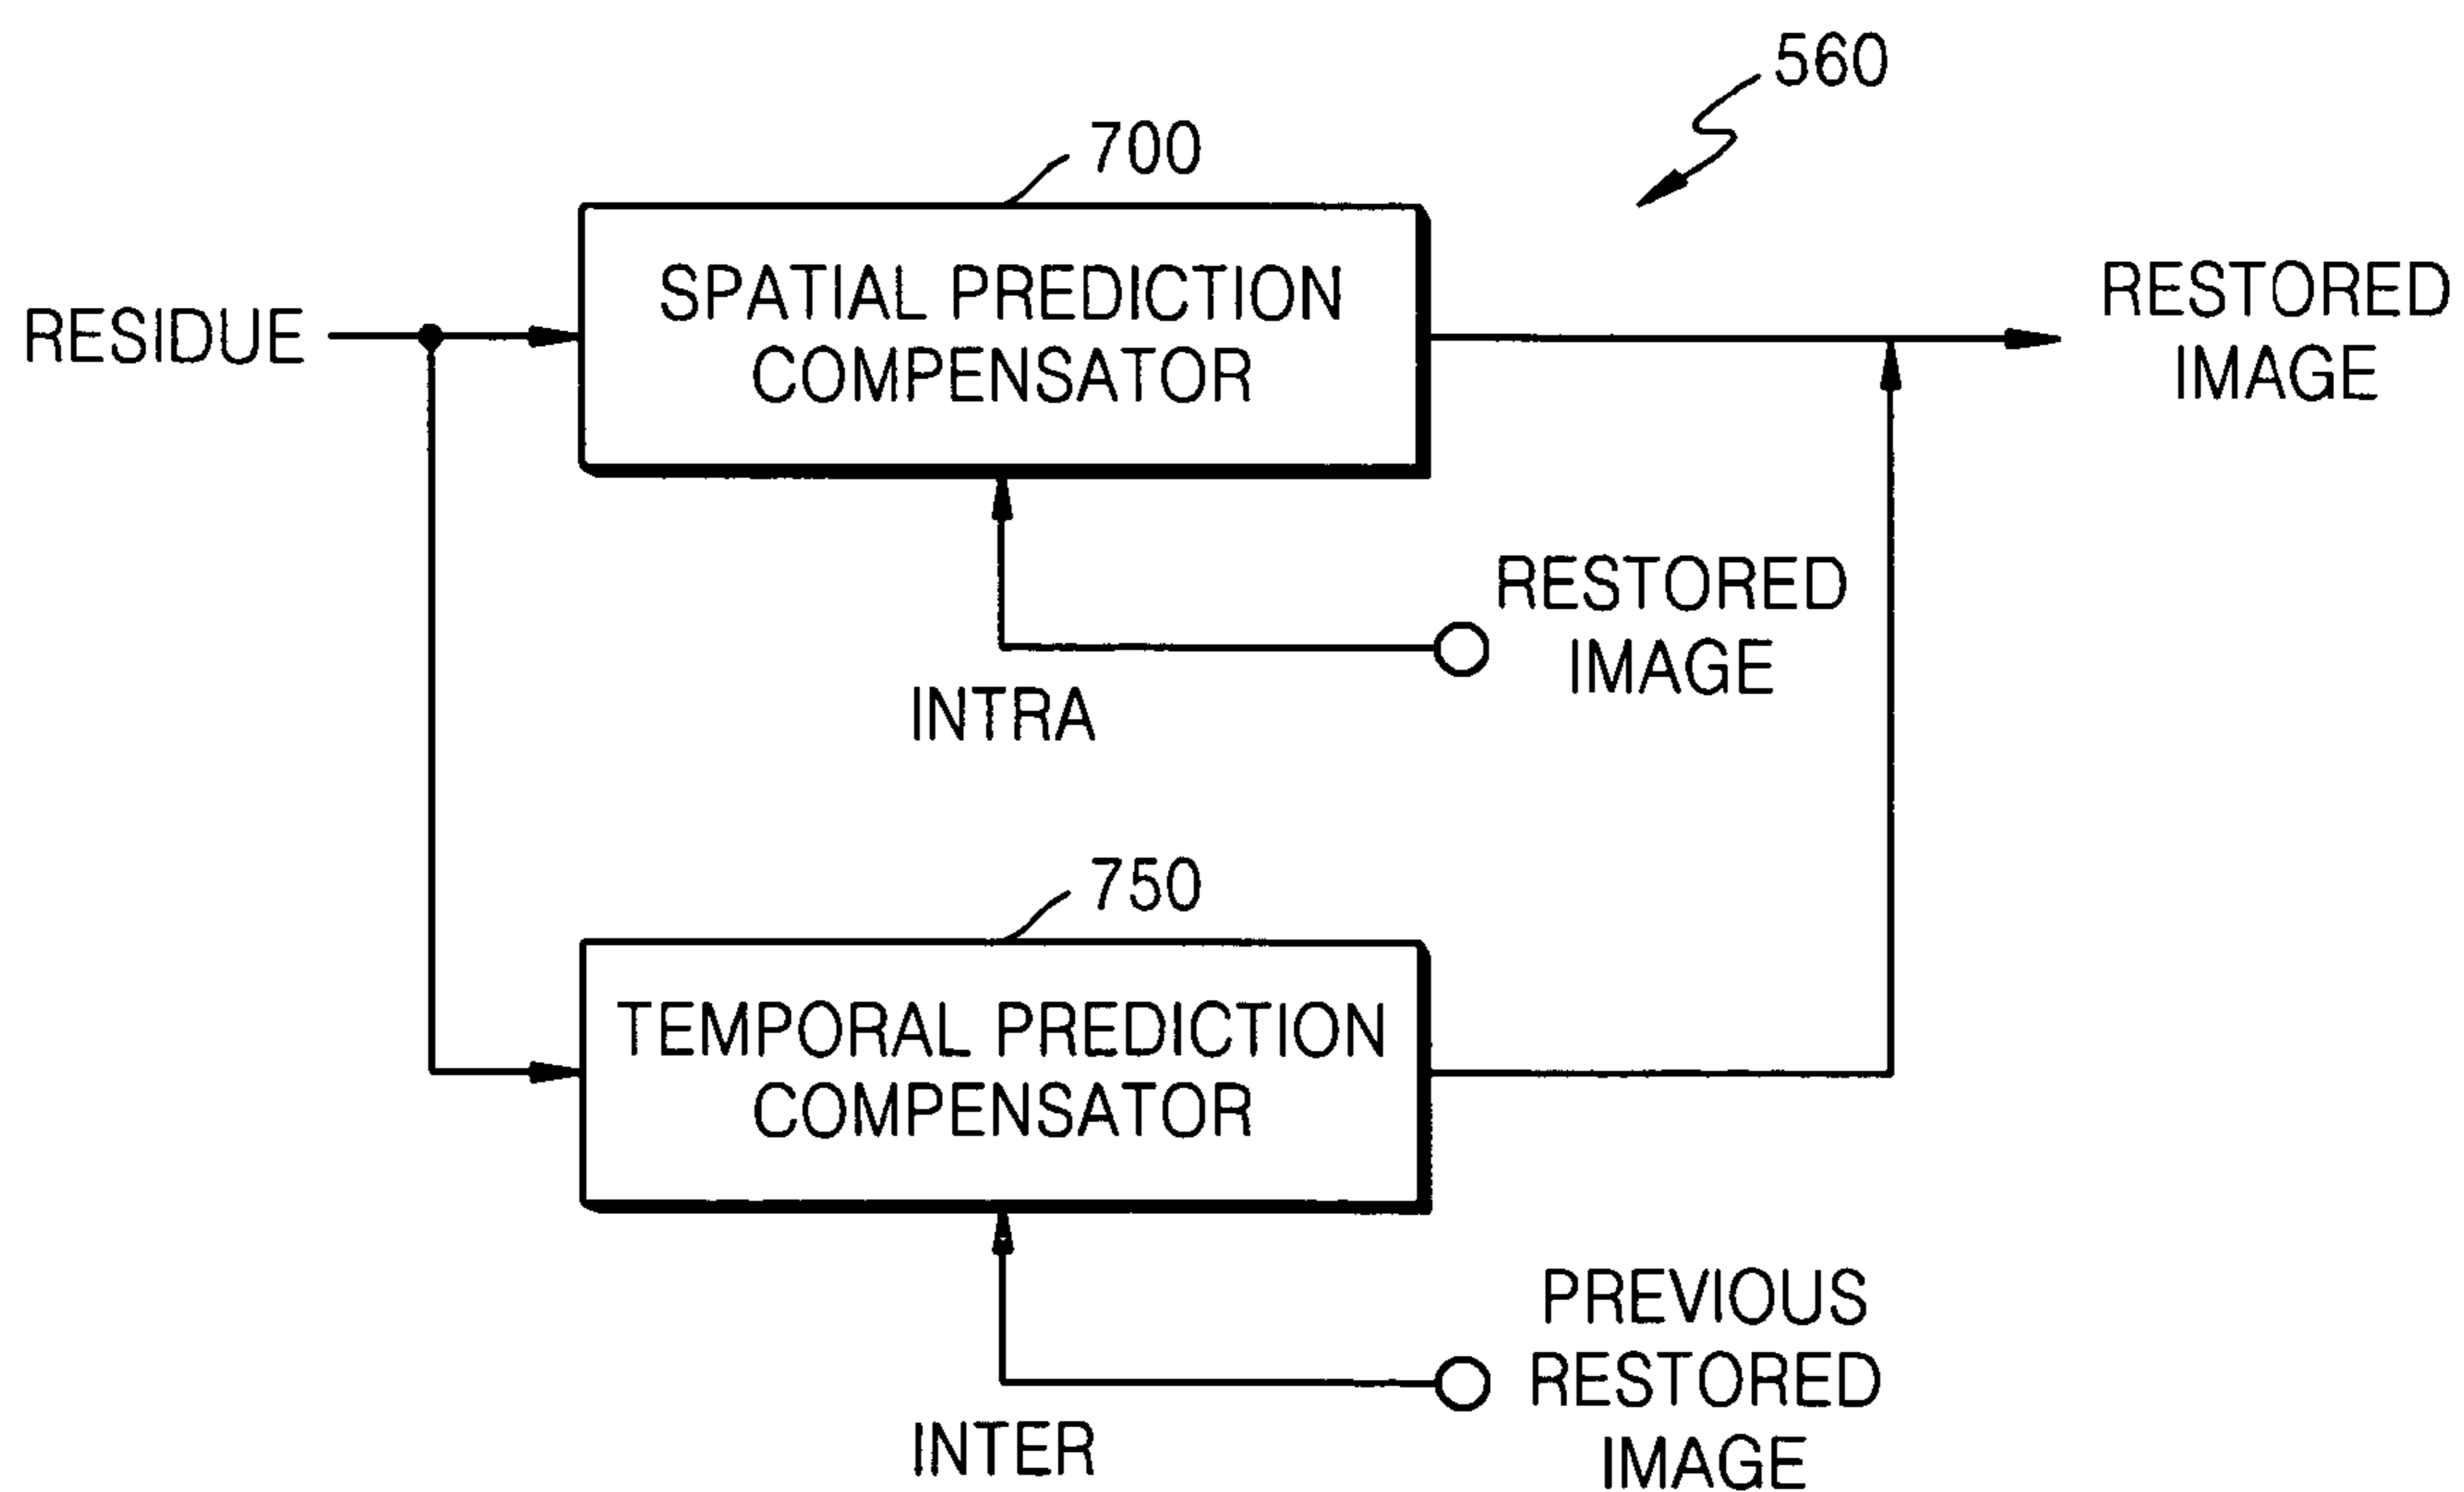 560
700
SPATIAL PREDICTION
COMPENSATOR
RESIDUE
RESTORED
IMAGE
RESTORED
IMAGE
INTRA
750
TEMPORAL PREDICTION
COMPENSATOR
PREVIOUS
RESTORED
IMAGE
INTER